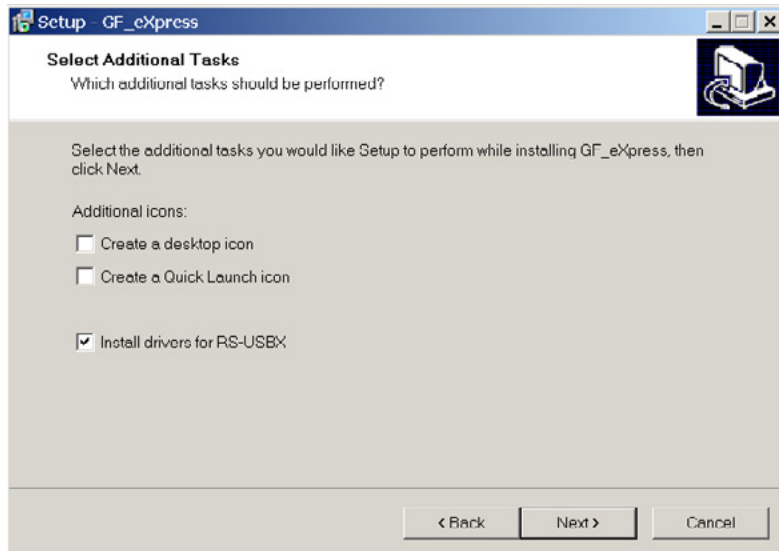 Setup - GF_eXpress
Select Additional Tasks
Which additional tasks should be performed?
Select the additional tasks you would like Setup to perform while installing GF_eXpress, then
click Next.
Additional icons:
Create a desktop icon
Create a Quick Launch icon
Install drivers for RS-USBX
< Back
Next >
Cancel